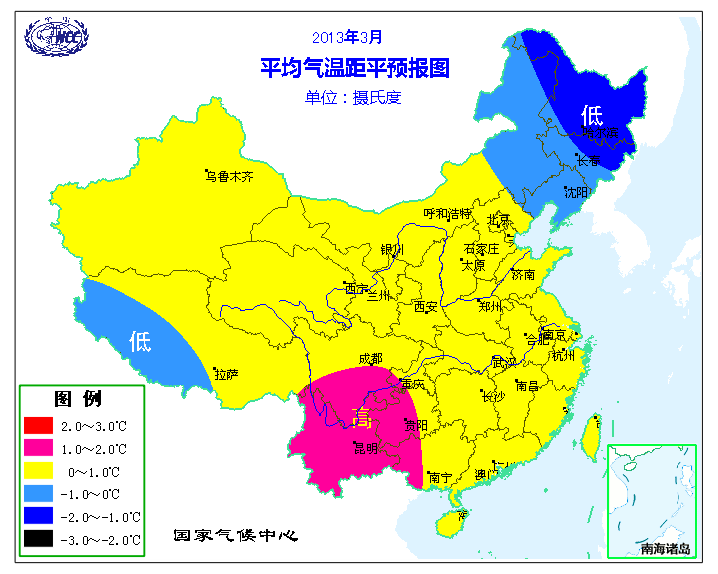 NCC
2013年3月
平均气温距平预报图
单位：摄氏度
低
哈尔滨
长春
沈阳
乌鲁木齐
呼和浩特
北京
银川
石家庄
太原
济南
西宁
兰州
西安
郑州
低
拉萨
成都
重庆
武汉
合肥
南京
杭州
南昌
长沙
高
贵阳
昆明
南宁
澳门
图 例
2.0～3.0℃
1.0～2.0℃
0～1.0℃
-1.0～0℃
-2.0～-1.0℃
-3.0～-2.0℃
国家气候中心
南海诸岛